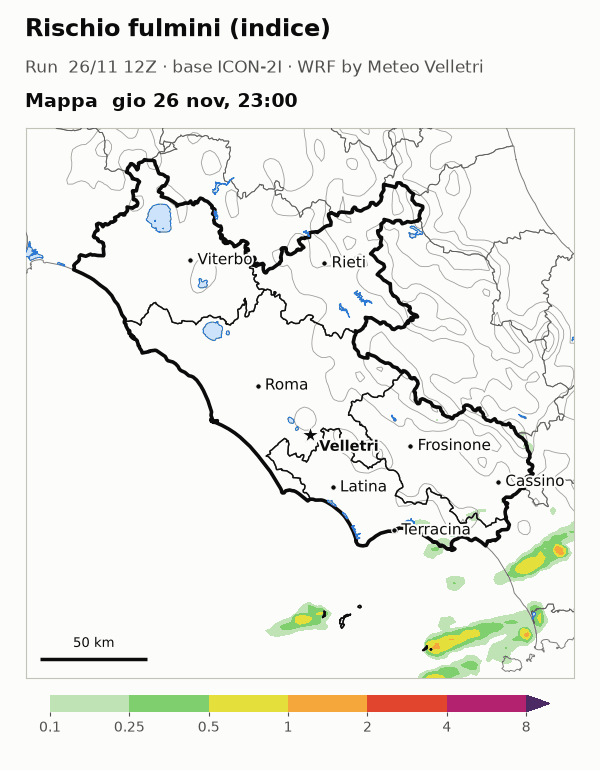 Rischio fulmini (indice)
Run  26/11 12Z · base ICON-2I · WRF by Meteo Velletri
Mappa  gio 26 nov, 23:00
Viterbo
Rieti
Roma
Velletri
Frosinone
Cassino
Latina
Terracina
50 km
0.1 0.25 0.5 1 2 4 8